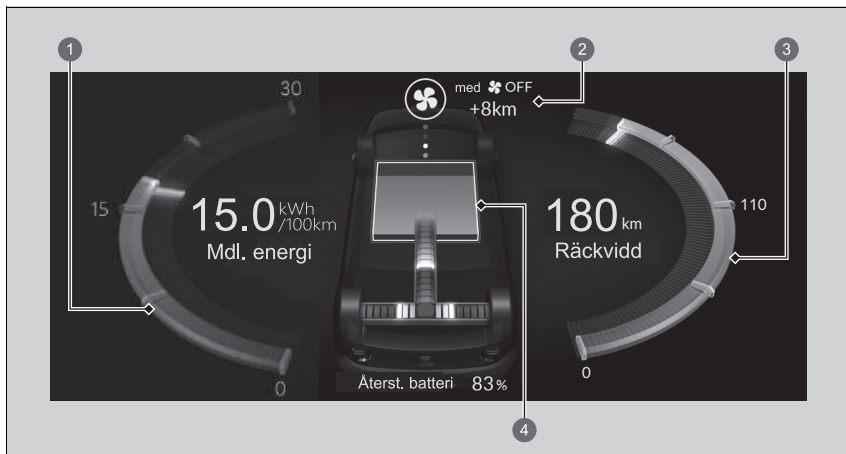 1
2
3
4
30
15
0
15.0 kWh/100km
Mdl. energi
med OFF
+8km
180 km
Räckvidd
110
0
Återst. batteri 83%